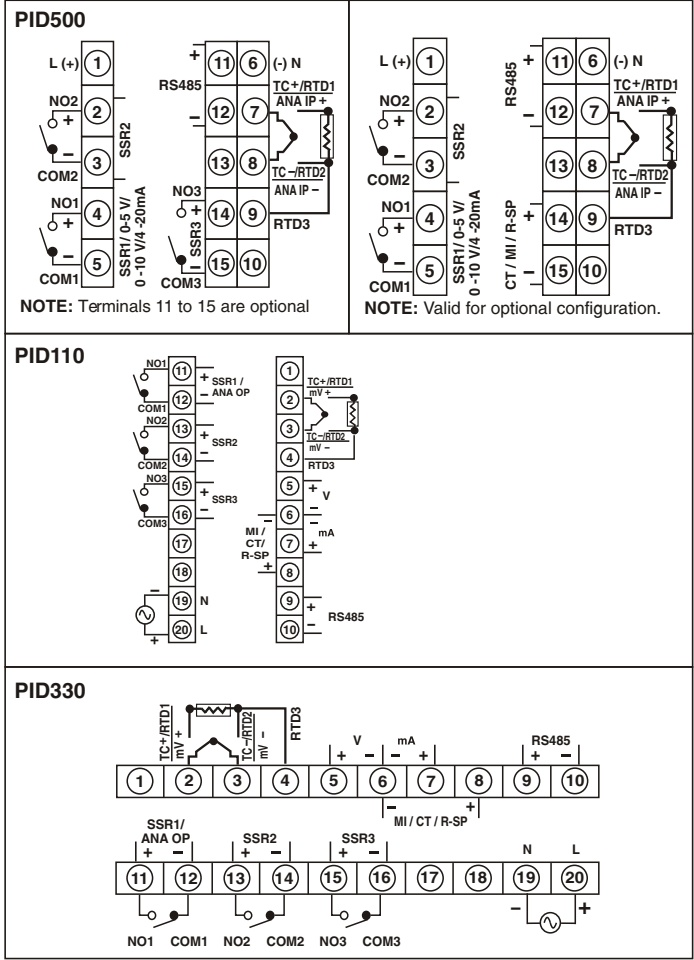 PID500
L (+) 1
NO2 2
+
− 3
COM2
SSR2
NO1 4
+
− 5
COM1
SSR1/ 0-5 V/
0 -10 V/4 -20mA
+ 11 6 (-) N
RS485
− 12 7
TC+/RTD1
ANA IP +
13 8
TC−/RTD2
ANA IP −
NO3
+ 14 9
RTD3
SSR3
− 15 10
COM3
NOTE: Terminals 11 to 15 are optional
L (+) 1
NO2 2
+
− 3
COM2
SSR2
NO1 4
+
− 5
COM1
SSR1/ 0-5 V/
0 -10 V/4 -20mA
+ 11 6 (-) N
RS485
− 12 7
TC+/RTD1
ANA IP +
13 8
TC−/RTD2
ANA IP −
+ 14 9
RTD3
CT / MI / R-SP
− 15 10
NOTE: Valid for optional configuration.
PID110
NO1 11 + SSR1 /
COM1 12 − ANA OP
NO2 13 +
SSR2
COM2 14 −
NO3 15 +
SSR3
COM3 16 −
17
18
− 19 N
+ 20 L
1
TC+/RTD1
2 mV +
3
TC−/RTD2
mV −
4
RTD3
5 +
V
− 6 −
−
MI /
CT/
R-SP
7 +
mA
+ 8
9 +
RS485
10 −
PID330
TC+/RTD1
mV +
TC−/RTD2
mV −
RTD3
V mA RS485
+ − − + + −
1 2 3 4 5 6 7 8 9 10
− +
MI / CT / R-SP
SSR1/
ANA OP SSR2 SSR3 N L
+ − + − + −
11 12 13 14 15 16 17 18 19 20
− +
NO1 COM1 NO2 COM2 NO3 COM3